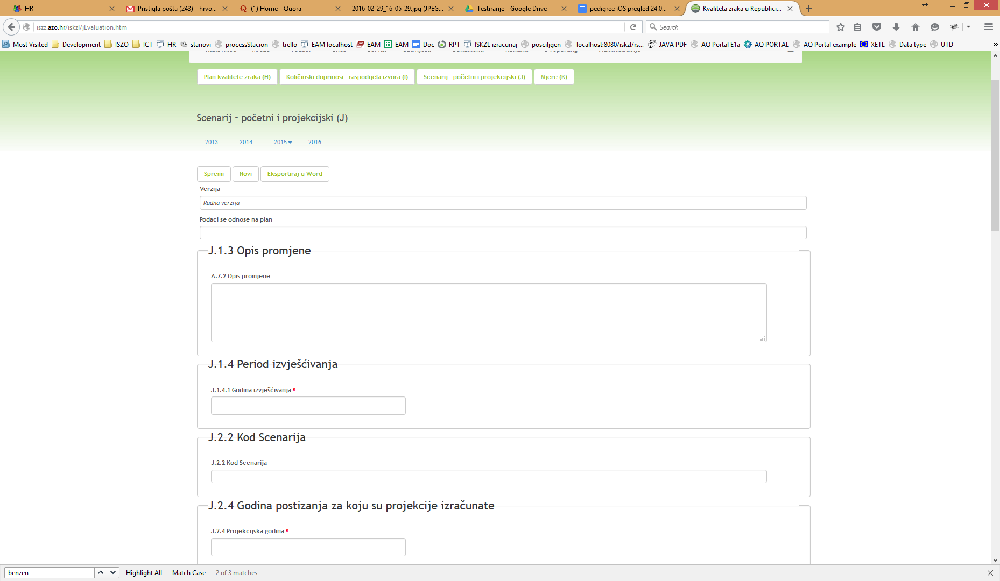 HR
Pristigla pošta (243) - hrvo...
(1) Home - Quora
2016-02-29_16-05-29.jpg (JPEG...
Testiranje - Google Drive
pedigree iOS pregled 24.0...
Kvaliteta zraka u Republici...
iszz.azo.hr/iskzl/jEvaluation.htm
Search
Most Visited Development ISZO ICT HR stanovi processStacion trello EAM localhost EAM EAM Doc RPT ISKZL izracunaj posciljgen localhost:8080/iskzl/rs... JAVA PDF AQ Portal E1a AQ PORTAL AQ Portal example XETL Data type UTD
Plan kvalitete zraka (H) Količinski doprinosi - raspodijela izvora (I) Scenarij - početni i projekcijski (J) Mjere (K)
Scenarij - početni i projekcijski (J)
2013 2014 2015 2016
Spremi Novi Eksportiraj u Word
Verzija
Radna verzija
Podaci se odnose na plan
J.1.3 Opis promjene
A.7.2 Opis promjene
J.1.4 Period izvješćivanja
J.1.4.1 Godina izvješćivanja *
J.2.2 Kod Scenarija
J.2.2 Kod Scenarija
J.2.4 Godina postizanja za koju su projekcije izračunate
J.2.4 Projekcijska godina *
benzen Highlight All Match Case 2 of 3 matches